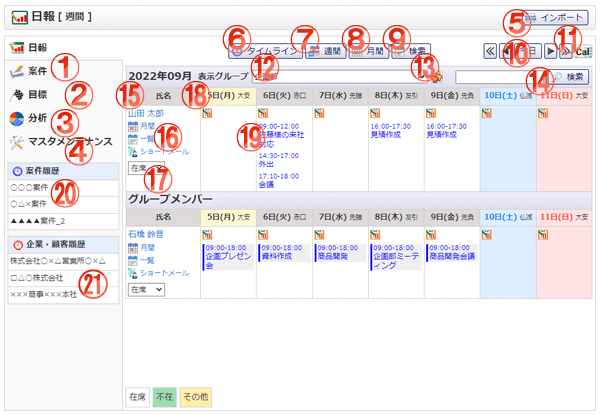 日報 [ 週間 ]
⑤ インポート
日報
案件 ①
目標 ②
分析 ③
マスタメンテナンス
④
案件履歴
○○○案件
⑳
○△×案件
▲▲▲▲案件_2
企業・顧客履歴
株式会社○×△営業所○×△
□△○株式会社
㉑
×××商事×××本社
⑥ タイムライン ⑦ 週間 ⑧ 月間 ⑨ 検索 ⑩ 日 ⑪ Cal
2022年09月 表示グループ ⑫ ⑬ ⑭ 検索
⑮ 氏名 ⑱ 5日(月) 大安 6日(火) 赤口 7日(水) 先勝 8日(木) 友引 9日(金) 先負 10日(土) 仏滅 11日(日) 大安
山田 太郎
月間
⑯
一覧
ショートメール
在席
⑰
⑲
09:00-12:00
佐藤様の来社対応
14:30-17:00
外出
17:10-18:00
会議
16:00-17:30
見積作成
16:00-17:30
見積作成
グループメンバー
氏名 5日(月) 大安 6日(火) 赤口 7日(水) 先勝 8日(木) 友引 9日(金) 先負 10日(土) 仏滅 11日(日) 大安
石橋 鈴音
月間
一覧
ショートメール
在席
09:00-18:00
企画プレゼン
会
09:00-18:00
資料作成
09:00-18:00
商品開発
09:00-18:00
企画部ミーテ
ィング
09:00-18:00
商品開発会議
在席 不在 その他